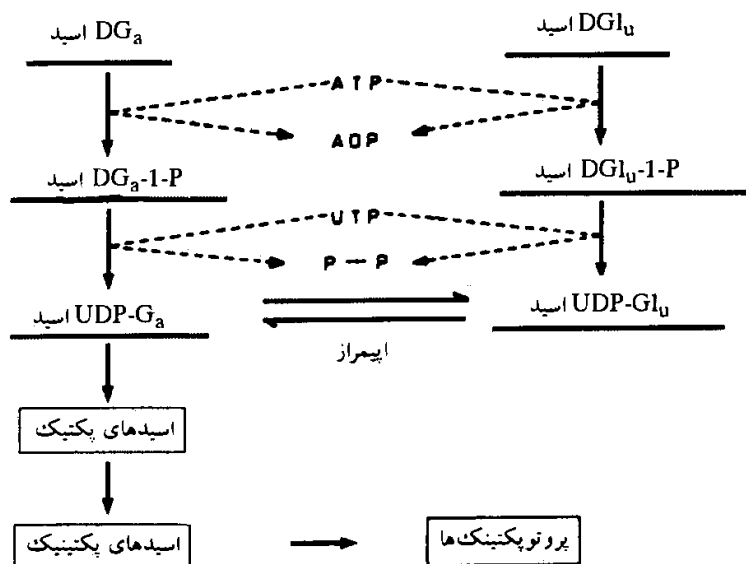 اسید DGₐ
اسید DGlᵤ
ATP
ADP
اسید DGₐ-1-P
اسید DGlᵤ-1-P
UTP
P — P
اسید UDP-Gₐ
اسید UDP-Glᵤ
اپیمراز
اسیدهای پکتیک
اسیدهای پکتینیک
پروتوپکتینک‌ها